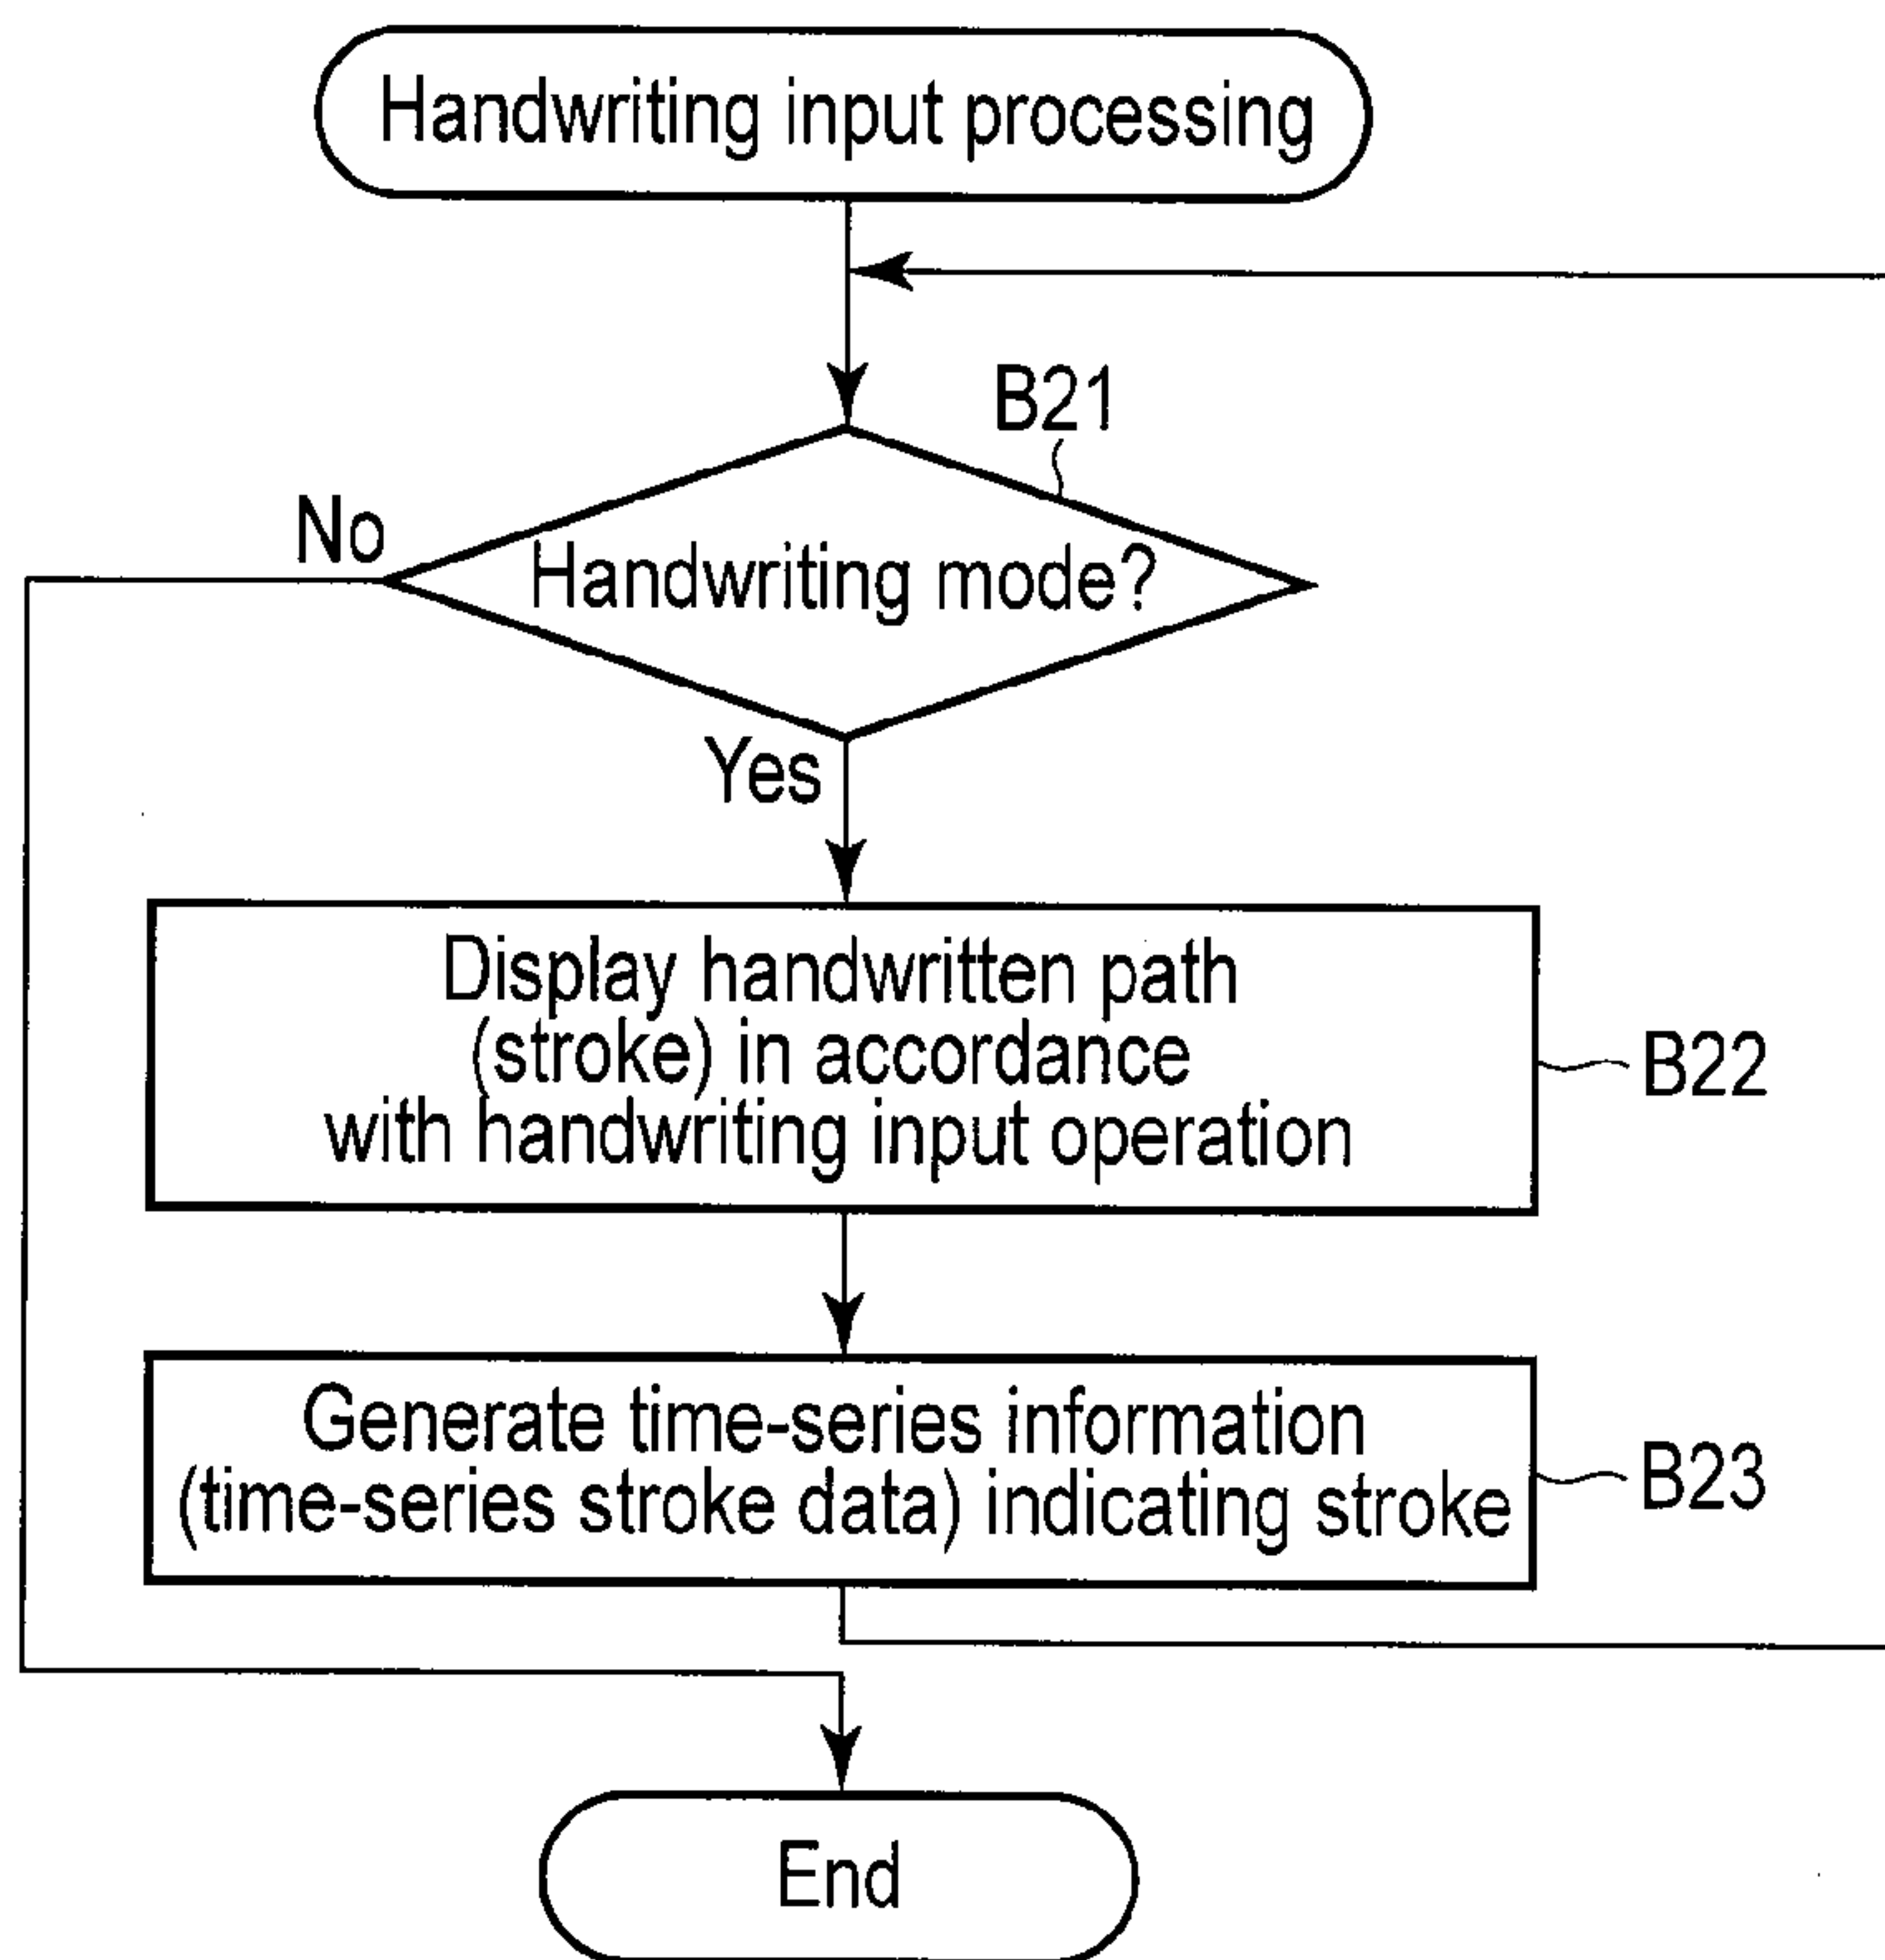 Handwriting input processing
B21
No
Handwriting mode?
Yes
Display handwritten path
(stroke) in accordance
with handwriting input operation
B22
Generate time-series information
(time-series stroke data) indicating stroke
B23
End